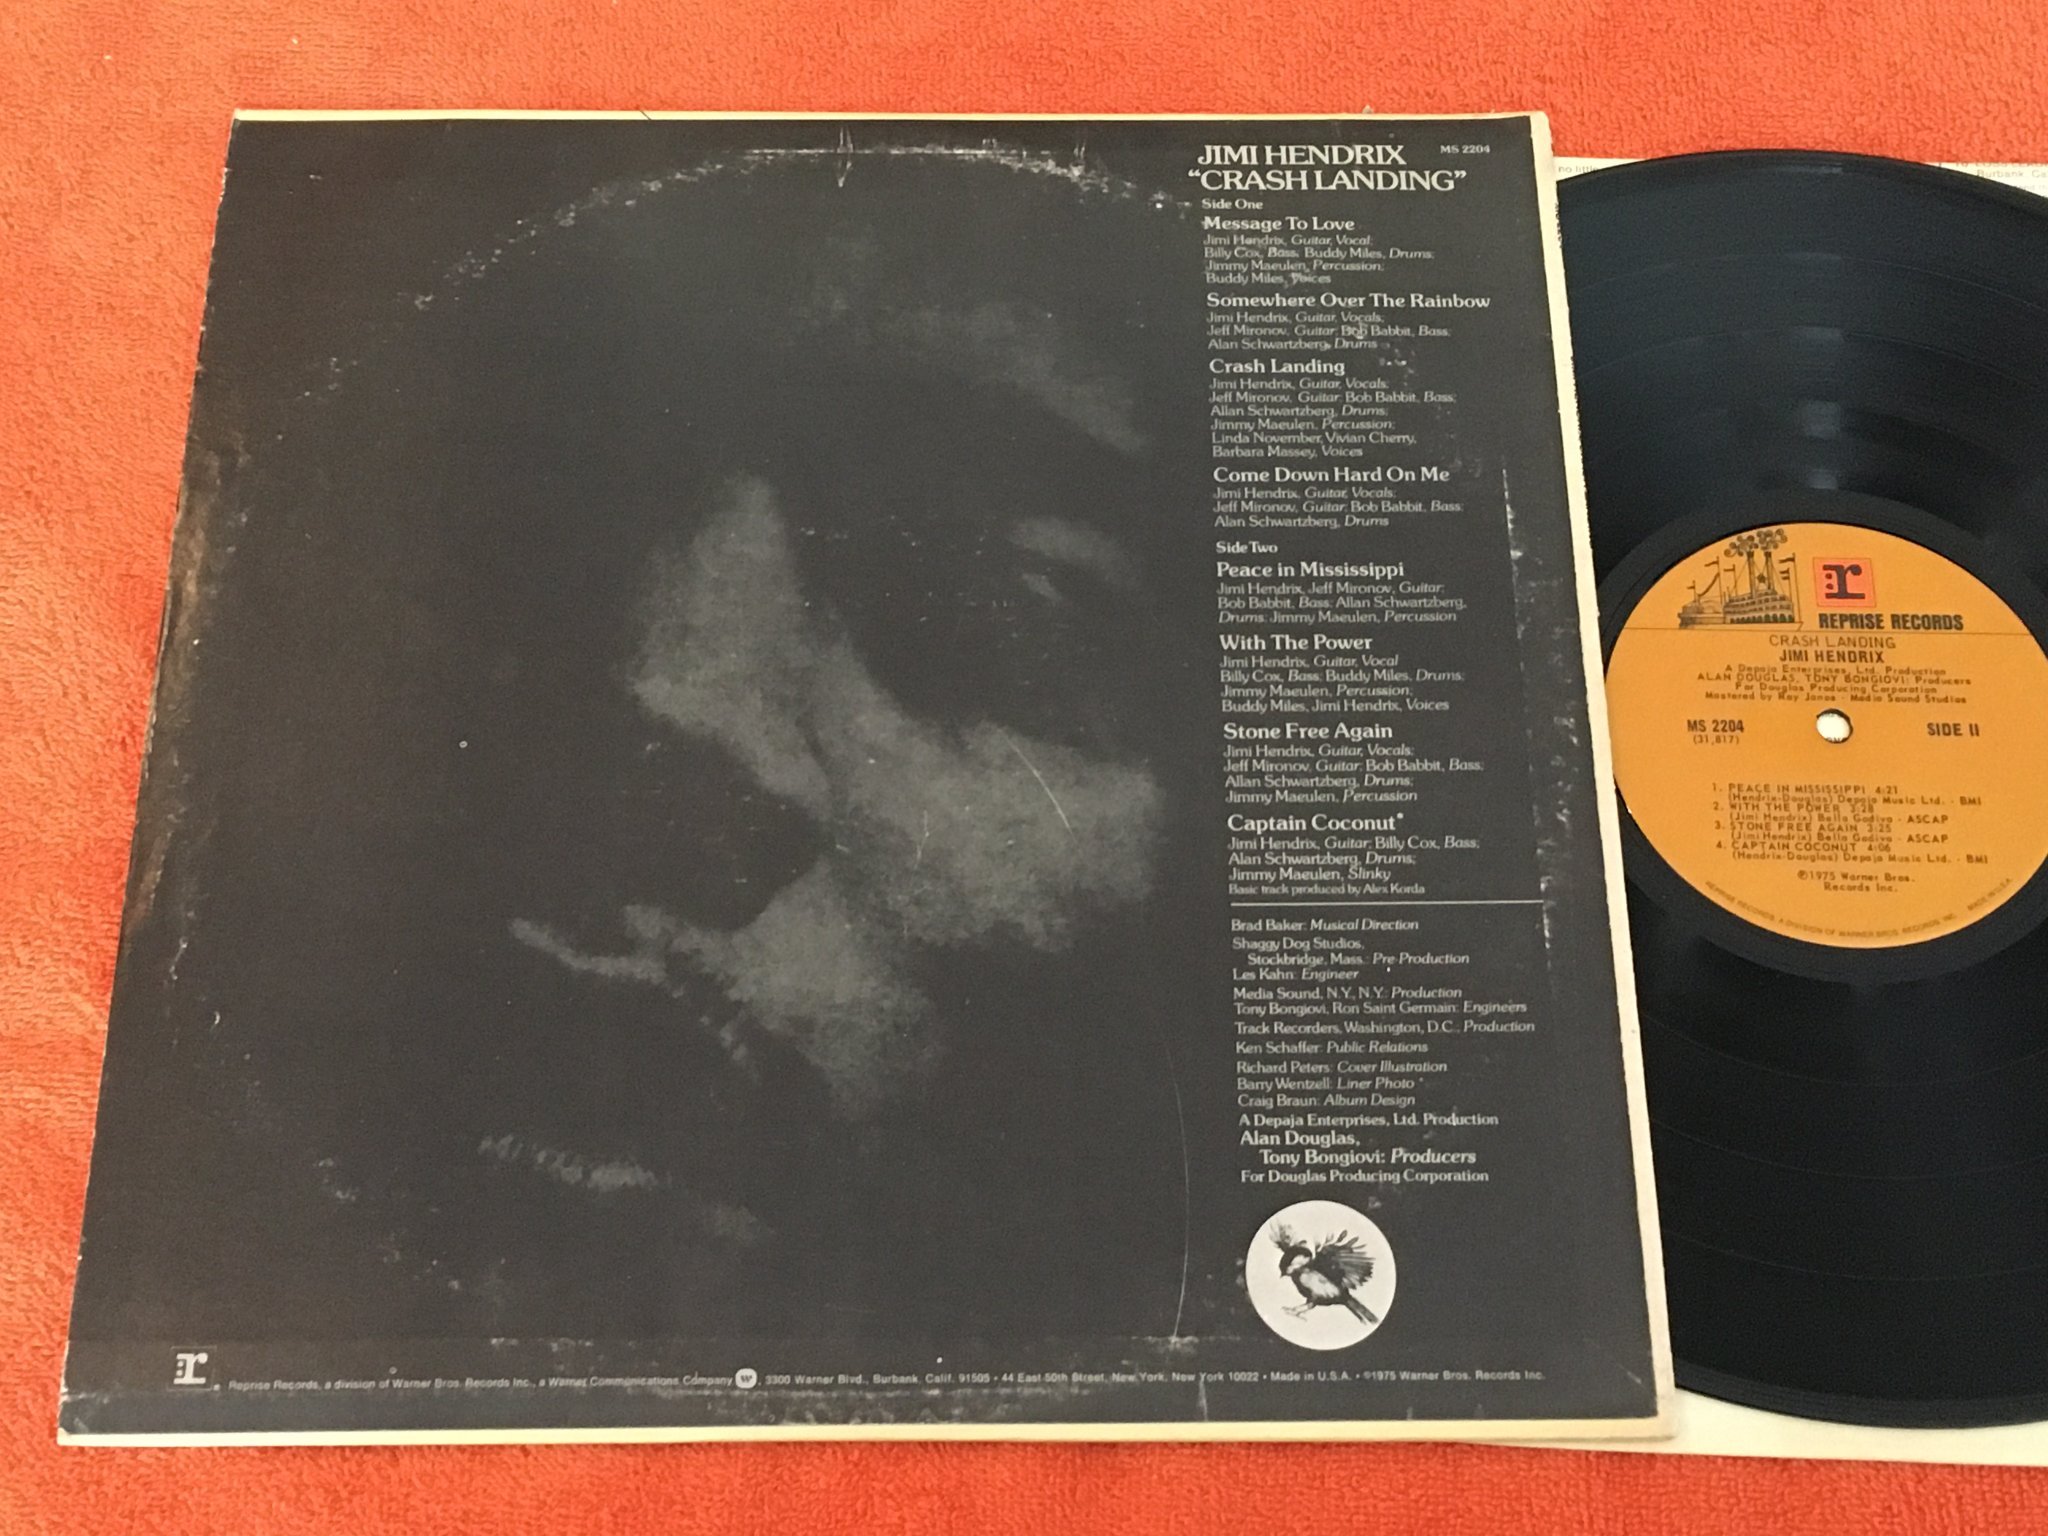 JIMI HENDRIX MS 2204
"CRASH LANDING"
Side One
Message To Love
Jimi Hendrix, Guitar, Vocal;
Billy Cox, Bass; Buddy Miles, Drums;
Jimmy Maeulen, Percussion;
Buddy Miles, Voices
Somewhere Over The Rainbow
Jimi Hendrix, Guitar, Vocals;
Jeff Mironov, Guitar; Bob Babbit, Bass;
Alan Schwartzberg, Drums
Crash Landing
Jimi Hendrix, Guitar, Vocals;
Jeff Mironov, Guitar; Bob Babbit, Bass;
Allan Schwartzberg, Drums;
Jimmy Maeulen, Percussion;
Linda November, Vivian Cherry,
Barbara Massey, Voices
Come Down Hard On Me
Jimi Hendrix, Guitar, Vocals;
Jeff Mironov, Guitar; Bob Babbit, Bass;
Alan Schwartzberg, Drums
Side Two
Peace in Mississippi
Jimi Hendrix, Jeff Mironov, Guitar;
Bob Babbit, Bass; Allan Schwartzberg,
Drums; Jimmy Maeulen, Percussion
With The Power
Jimi Hendrix, Guitar, Vocal
Billy Cox, Bass; Buddy Miles, Drums;
Jimmy Maeulen, Percussion;
Buddy Miles, Jimi Hendrix, Voices
Stone Free Again
Jimi Hendrix, Guitar, Vocals;
Jeff Mironov, Guitar; Bob Babbit, Bass;
Allan Schwartzberg, Drums;
Jimmy Maeulen, Percussion
Captain Coconut*
Jimi Hendrix, Guitar; Billy Cox, Bass;
Alan Schwartzberg, Drums;
Jimmy Maeulen, Slinky
Basic track produced by Alex Korda
Brad Baker: Musical Direction
Shaggy Dog Studios,
Stockbridge, Mass.: Pre-Production
Les Kahn: Engineer
Media Sound, N.Y., N.Y.: Production
Tony Bongiovi, Ron Saint Germain: Engineers
Track Recorders, Washington, D.C., Production
Ken Schaffer: Public Relations
Richard Peters: Cover Illustration
Barry Wentzell: Liner Photo
Craig Braun: Album Design
A Depaja Enterprises, Ltd. Production
Alan Douglas,
Tony Bongiovi: Producers
For Douglas Producing Corporation
:r Reprise Records, a division of Warner Bros. Records Inc., a Warner Communications Company W, 3300 Warner Blvd., Burbank, Calif. 91505 • 44 East 50th Street, New York, New York 10022 • Made in U.S.A. • ©1975 Warner Bros. Records Inc.
no little
Burbank, Ca
:r
REPRISE RECORDS
CRASH LANDING
JIMI HENDRIX
A Depaja Enterprises, Ltd. Production
ALAN DOUGLAS, TONY BONGIOVI: Producers
For Douglas Producing Corporation
Mastered by Ray Janos - Media Sound Studios
MS 2204 SIDE II
(31,817)
1. PEACE IN MISSISSIPPI 4:21
(Hendrix-Douglas) Depaja Music Ltd. - BMI
2. WITH THE POWER 3:28
(Jimi Hendrix) Bella Godiva - ASCAP
3. STONE FREE AGAIN 3:25
(Jimi Hendrix) Bella Godiva - ASCAP
4. CAPTAIN COCONUT 4:06
(Hendrix-Douglas) Depaja Music Ltd. - BMI
℗1975 Warner Bros.
Records Inc.
REPRISE RECORDS, A DIVISION OF WARNER BROS. RECORDS INC. MADE IN U.S.A.